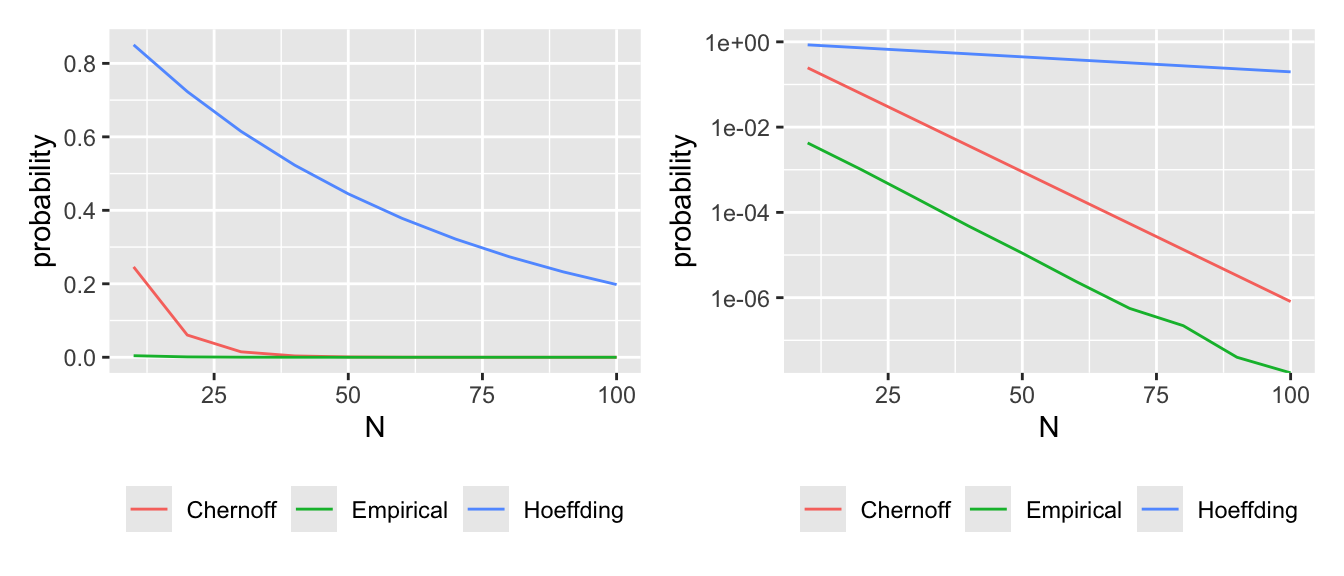 probability
0.8
0.6
0.4
0.2
0.0
25 50 75 100
N
Chernoff Empirical Hoeffding
probability
1e+00
1e-02
1e-04
1e-06
25 50 75 100
N
Chernoff Empirical Hoeffding